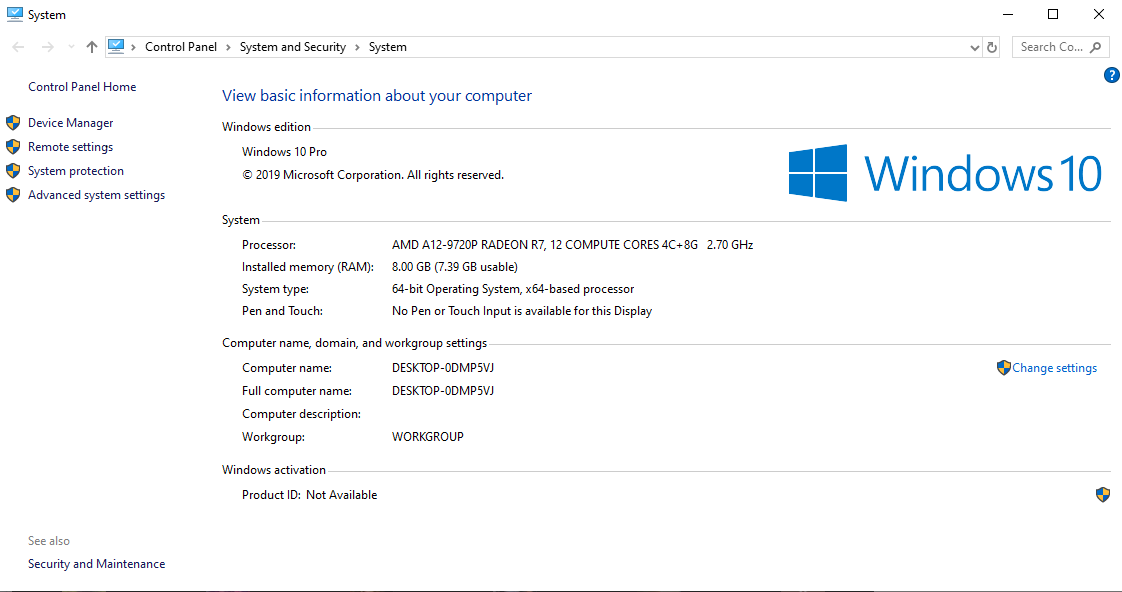 System
Control Panel > System and Security > System
Search Co...
?
Control Panel Home
Device Manager
Remote settings
System protection
Advanced system settings
View basic information about your computer
Windows edition
Windows 10 Pro
© 2019 Microsoft Corporation. All rights reserved.
Windows 10
System
Processor: AMD A12-9720P RADEON R7, 12 COMPUTE CORES 4C+8G 2.70 GHz
Installed memory (RAM): 8.00 GB (7.39 GB usable)
System type: 64-bit Operating System, x64-based processor
Pen and Touch: No Pen or Touch Input is available for this Display
Computer name, domain, and workgroup settings
Computer name: DESKTOP-0DMP5VJ
Change settings
Full computer name: DESKTOP-0DMP5VJ
Computer description:
Workgroup: WORKGROUP
Windows activation
Product ID: Not Available
See also
Security and Maintenance